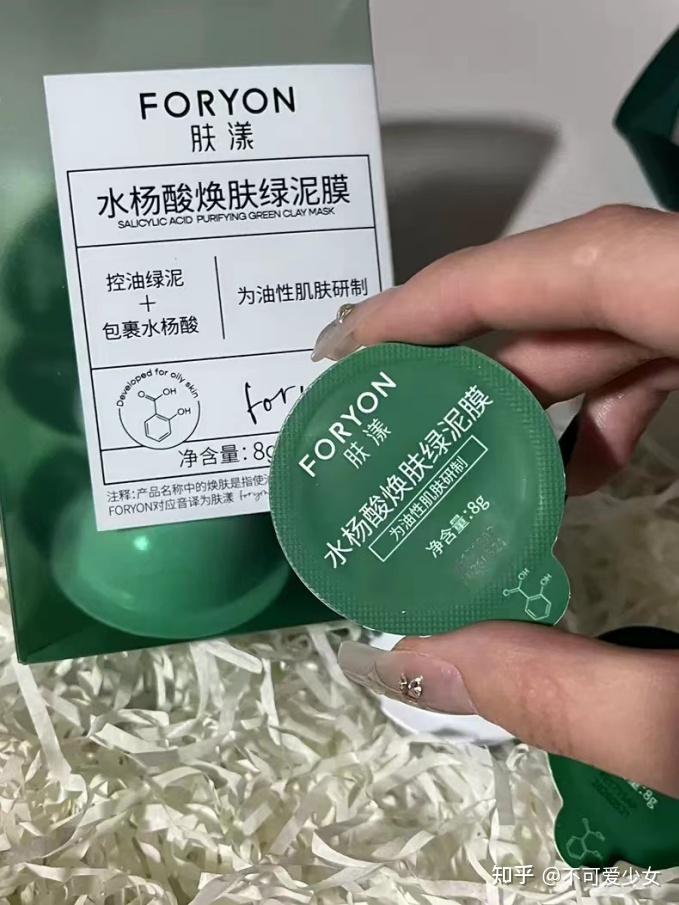 FORYON
肤漾
水杨酸焕肤绿泥膜
SALICYLIC ACID PURIFYING GREEN CLAY MASK
控油绿泥
+
包裹水杨酸
为油性肌肤研制
Developed for oily skin
OH
OH
O
for
净含量:8g
注释:产品名称中的焕肤是指使
FORYON对应音译为肤漾
FORYON
肤漾
水杨酸焕肤绿泥膜
为油性肌肤研制
净含量:8g
OH
OH
O
:8g
知乎 @不可爱少女